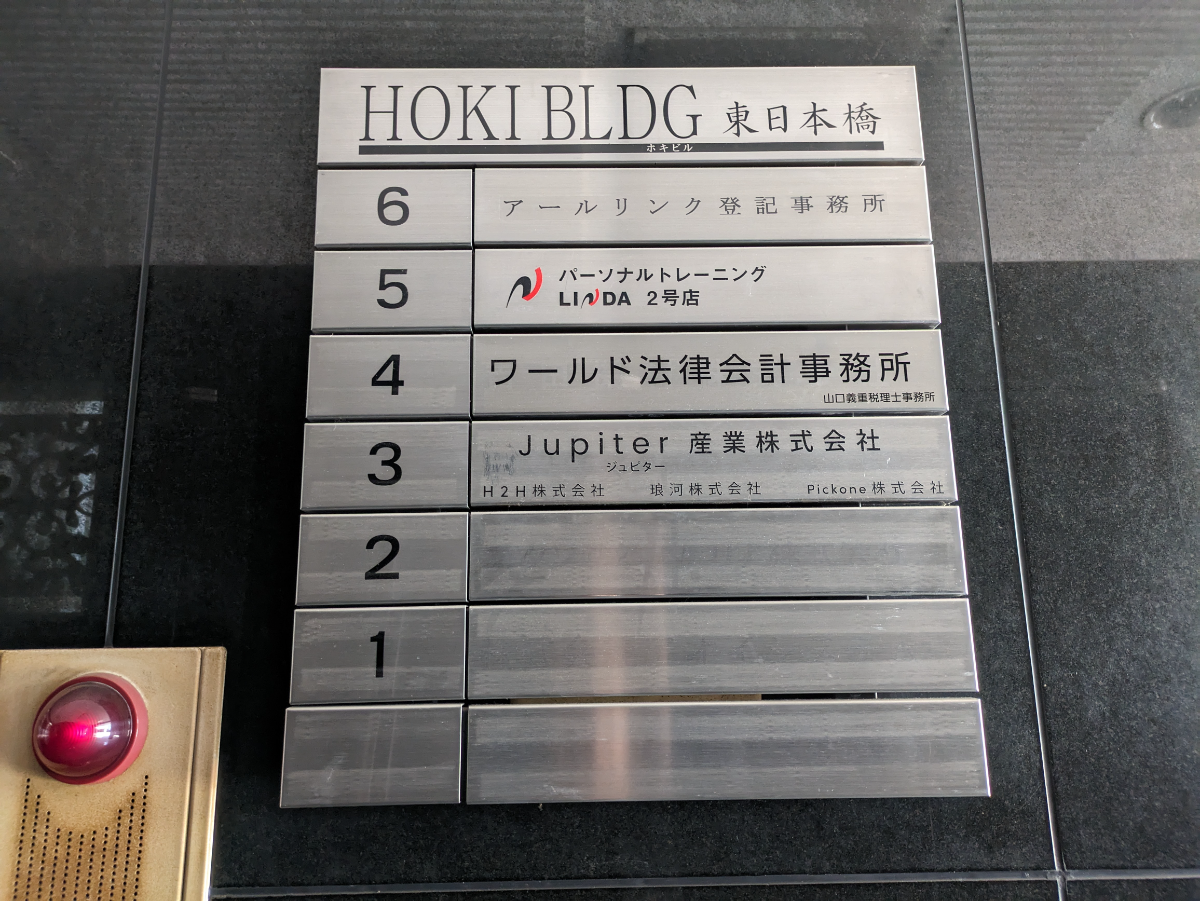 HOKI BLDG 東日本橋
ホキビル
6 アールリンク登記事務所
5 パーソナルトレーニング
LINDA 2号店
4 ワールド法律会計事務所
山口義重税理士事務所
3 Jupiter 産業株式会社
ジュピター
H2H株式会社 琅河株式会社 Pickone株式会社
2
1